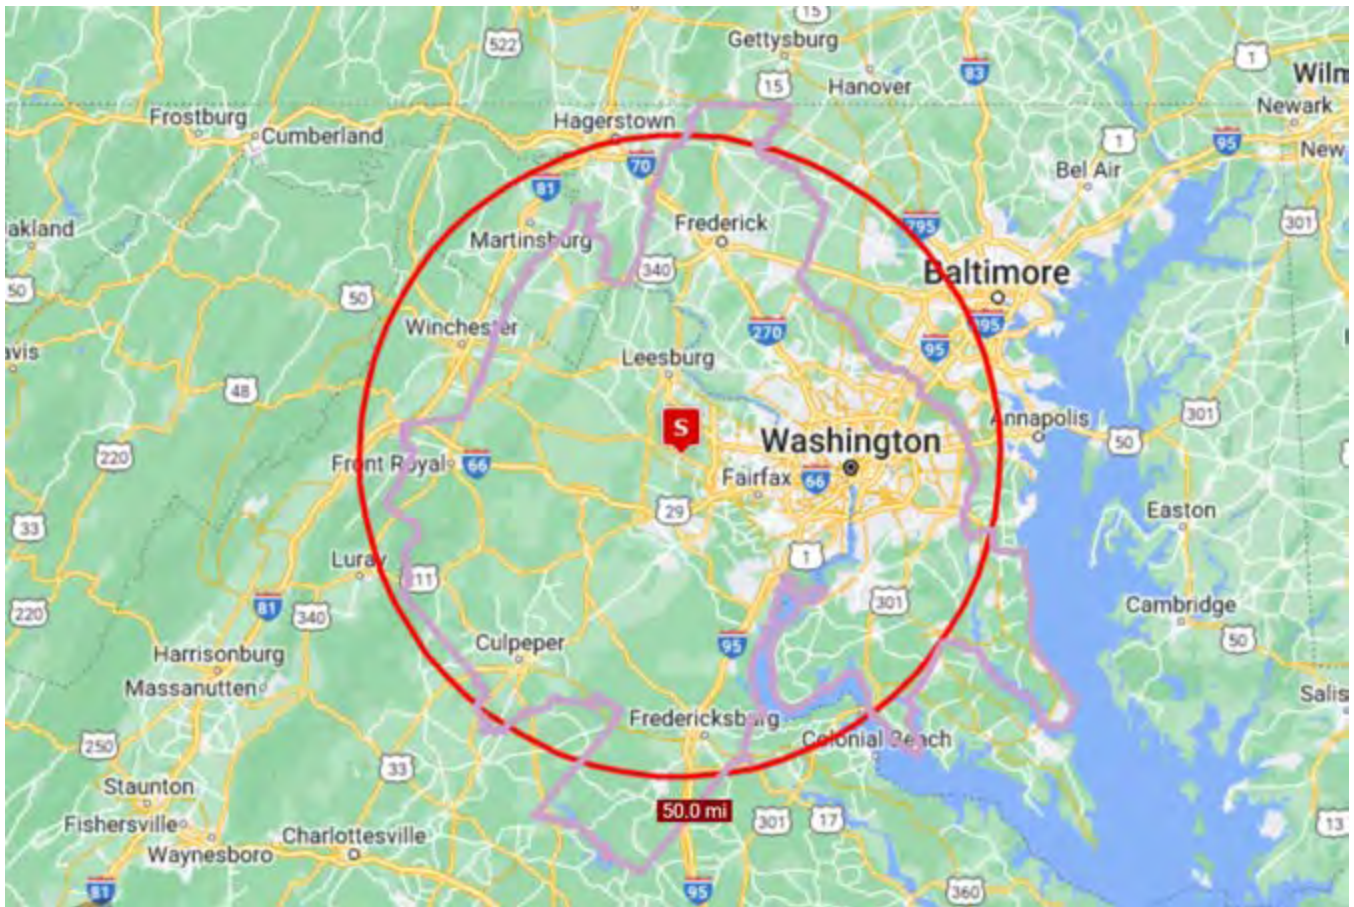 15
522
Gettysburg
83
1
15
Hanover
Wilm
Newark
Frostburg
Cumberland
Hagerstown
1
95
New
70
81
Bel Air
akland
Martinsburg
Frederick
795
301
340
Baltimore
50
50
Winchester
270
895
95
avis
Leesburg
48
S
Annapolis
301
50
Washington
220
Front Royal
66
Fairfax
66
29
Easton
33
1
Luray
211
301
Cambridge
220
81
340
50
Culpeper
95
Harrisonburg
Massanutten
Salis
Fredericksburg
Colonial Beach
250
33
Staunton
50.0 mi
301
17
13
Fishersville
Waynesboro
Charlottesville
81
95
360